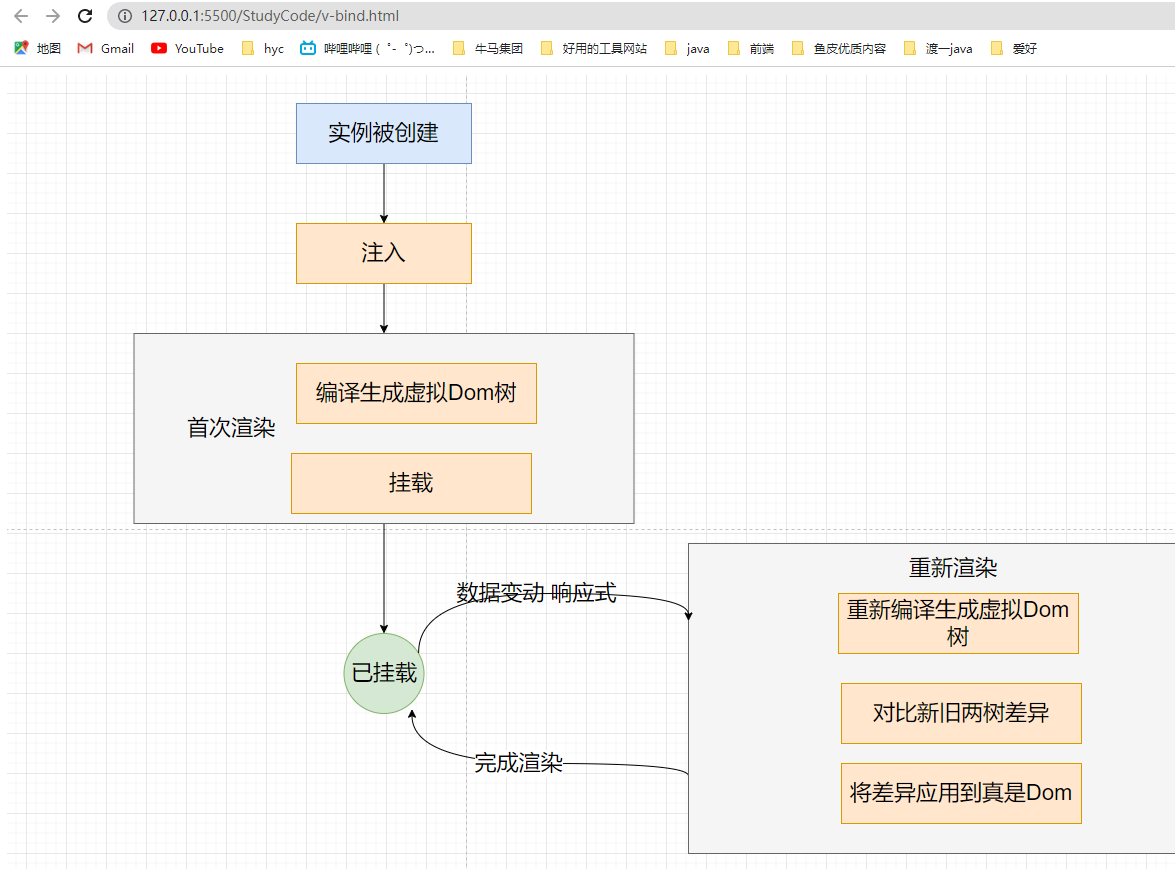 127.0.0.1:5500/StudyCode/v-bind.html
地图 Gmail YouTube hyc 哔哩哔哩 ( ゜- ゜)つ... 牛马集团 好用的工具网站 java 前端 鱼皮优质内容 渡一java 爱好
实例被创建
注入
首次渲染
编译生成虚拟Dom树
挂载
数据变动 响应式
已挂载
完成渲染
重新渲染
重新编译生成虚拟Dom
树
对比新旧两树差异
将差异应用到真是Dom